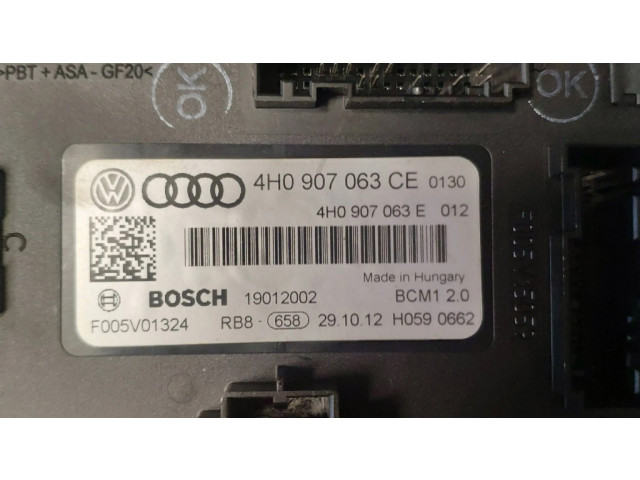 >PBT + ASA - GF20<
OK
OK
4H0 907 063 CE 0130
4H0 907 063 E 012
Made in Hungary
BOSCH 19012002 BCM1 2.0
F005V01324 RB8 - 658 29.10.12 H059 0662
C